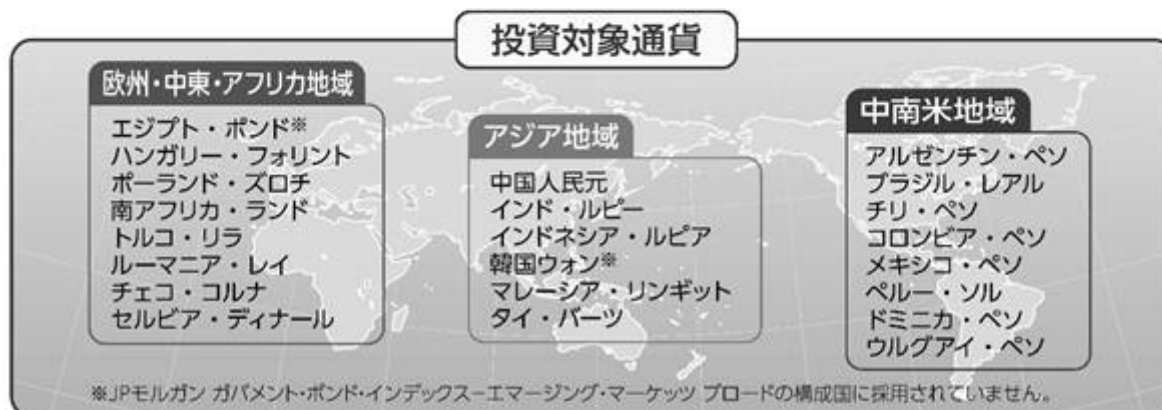 投資対象通貨
欧州・中東・アフリカ地域
エジプト・ポンド※
ハンガリー・フォリント
ポーランド・ズロチ
南アフリカ・ランド
トルコ・リラ
ルーマニア・レイ
チェコ・コルナ
セルビア・ディナール
アジア地域
中国人民元
インド・ルピー
インドネシア・ルピア
韓国ウォン※
マレーシア・リンギット
タイ・バーツ
中南米地域
アルゼンチン・ペソ
ブラジル・レアル
チリ・ペソ
コロンビア・ペソ
メキシコ・ペソ
ペルー・ソル
ドミニカ・ペソ
ウルグアイ・ペソ
※JPモルガン ガバメント・ボンド・インデックス－エマージング・マーケッツ ブロードの構成国に採用されていません。